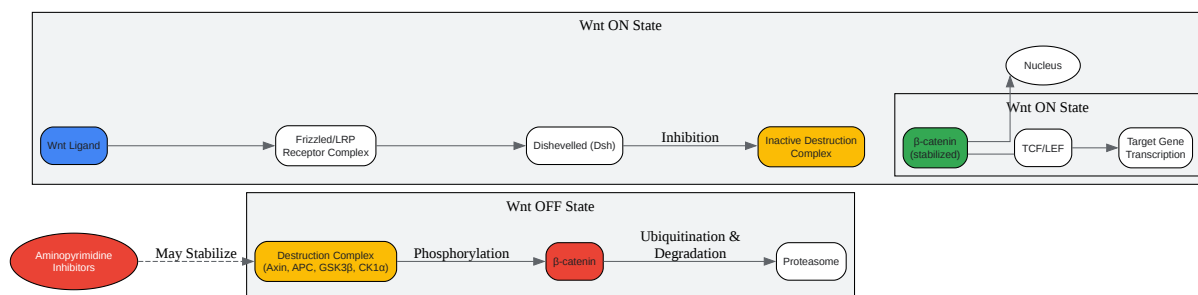 Wnt ON State
Nucleus
Wnt ON State
Wnt Ligand
Frizzled/LRP
Receptor Complex
Dishevelled (Dsh)
Inhibition
Inactive Destruction
Complex
β-catenin
(stabilized)
TCF/LEF
Target Gene
Transcription
Wnt OFF State
Aminopyrimidine
Inhibitors
May Stabilize
Destruction Complex
(Axin, APC, GSK3β, CK1α)
Phosphorylation
β-catenin
Ubiquitination &
Degradation
Proteasome